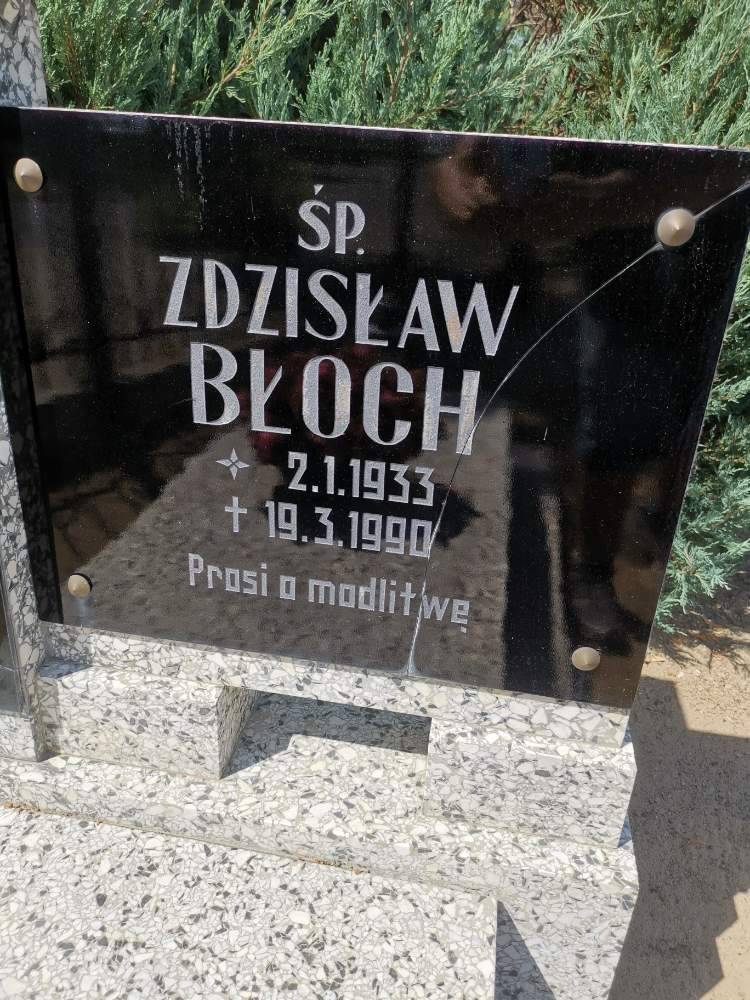 ŚP.
ZDZISŁAW
BŁOCH
2.1.1933
† 19.3.1990
Prosi o modlitwę